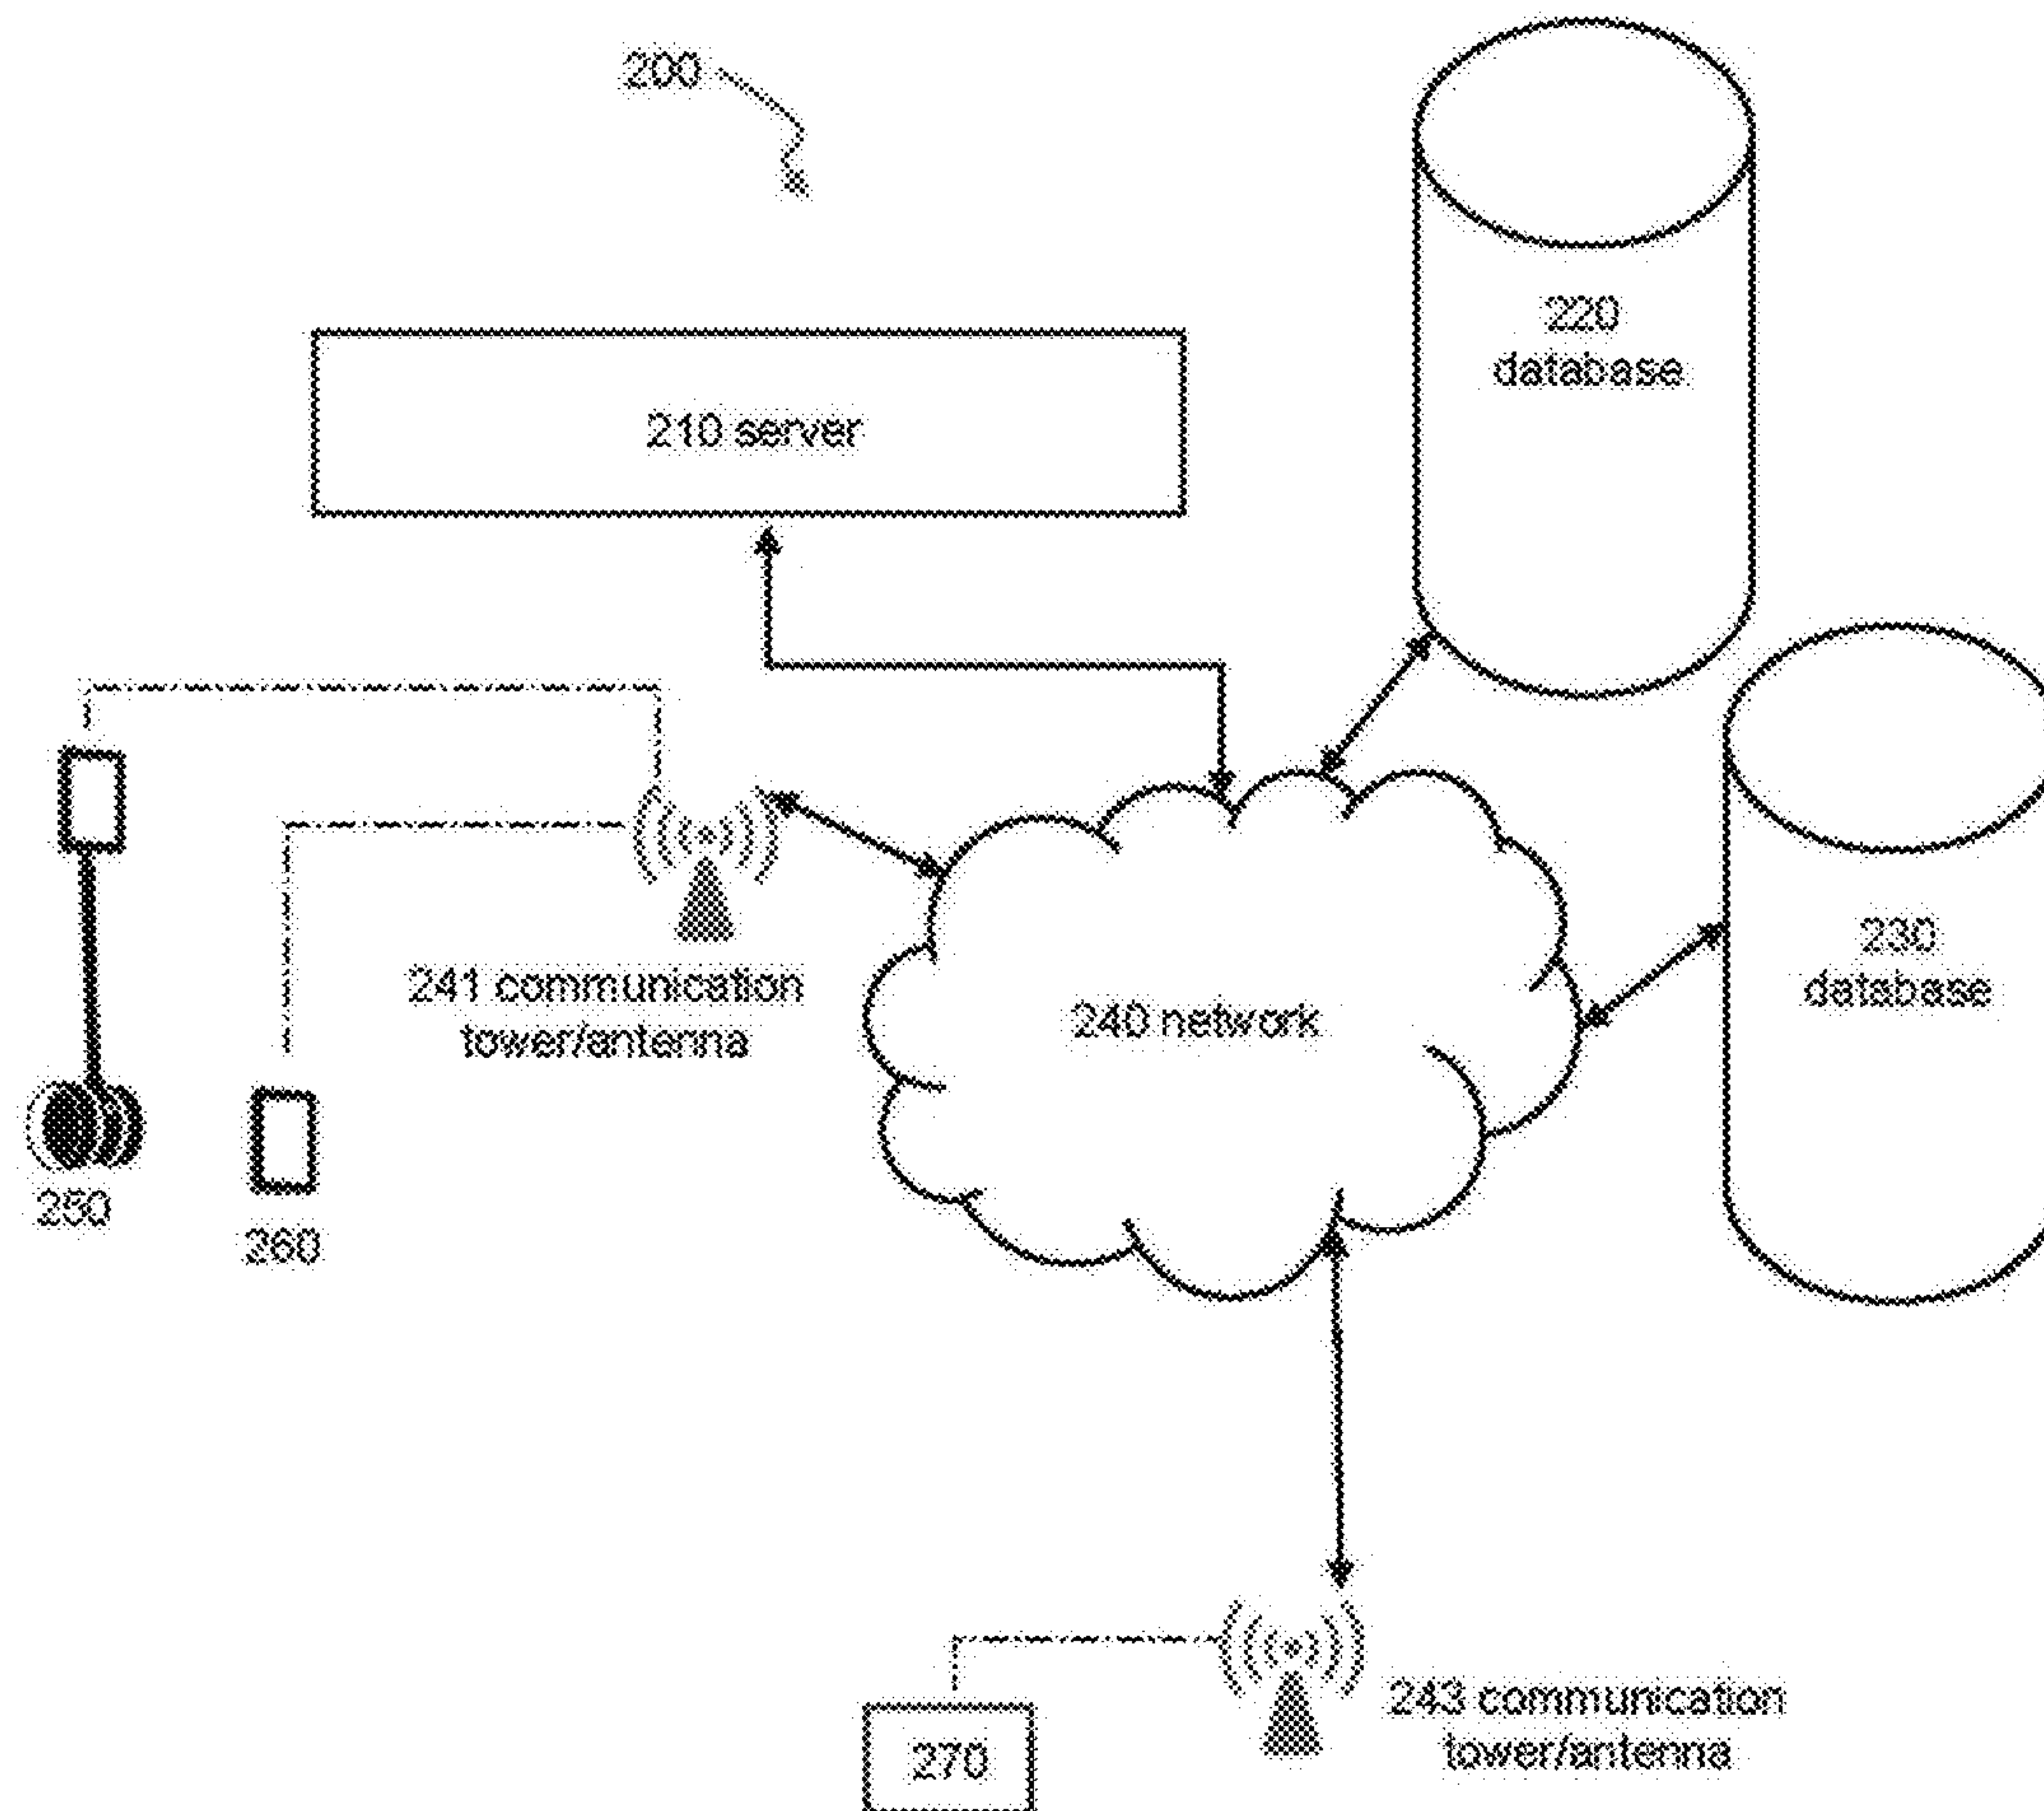 200
220
database
210 server
230
database
241 communication
tower/antenna
240 network
250
260
243 communication
tower/antenna
270